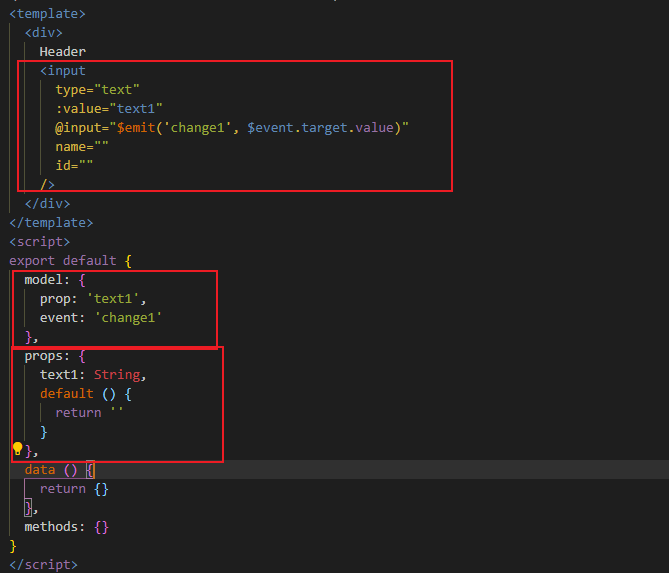 <template>
  <div>
    Header
    <input
      type="text"
      :value="text1"
      @input="$emit('change1', $event.target.value)"
      name=""
      id=""
    />
  </div>
</template>
<script>
export default {
  model: {
    prop: 'text1',
    event: 'change1'
  },
  props: {
    text1: String,
    default () {
      return ''
    }
  },
  data () {
    return {}
  },
  methods: {}
}
</script>